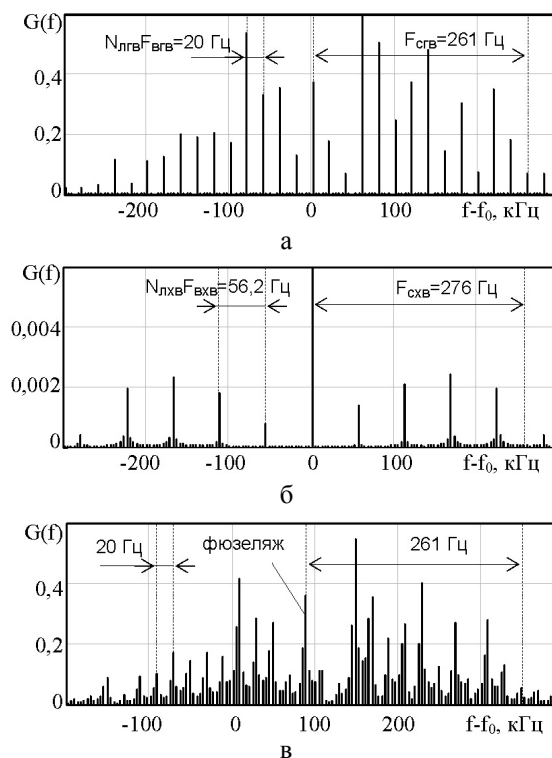 G(f)
NлгвFвгв=20 Гц
Fсгв=261 Гц
0,4
0,2
0
-200 -100 0 100 f-f₀, кГц
а
G(f)
NлхвFвхв=56,2 Гц
Fсхв=276 Гц
0,004
0,002
0
-200 -100 0 100 f-f₀, кГц
б
G(f)
20 Гц
фюзеляж
261 Гц
0,4
0,2
0
-100 0 100 200 f-f₀, кГц
в